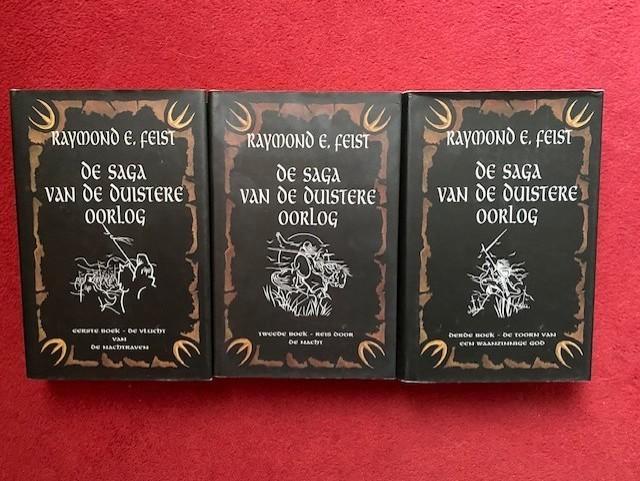 RAYMOND E. FEIST
DE SAGA
VAN DE DUISTERE
OORLOG
EERSTE BOEK - DE VLUCHT
VAN
DE NACHTRAVEN
RAYMOND E. FEIST
DE SAGA
VAN DE DUISTERE
OORLOG
TWEEDE BOEK - REIS DOOR
DE NACHT
RAYMOND E. FEIST
DE SAGA
VAN DE DUISTERE
OORLOG
DERDE BOEK - DE TOORN VAN
EEN WAANZINNIGE GOD